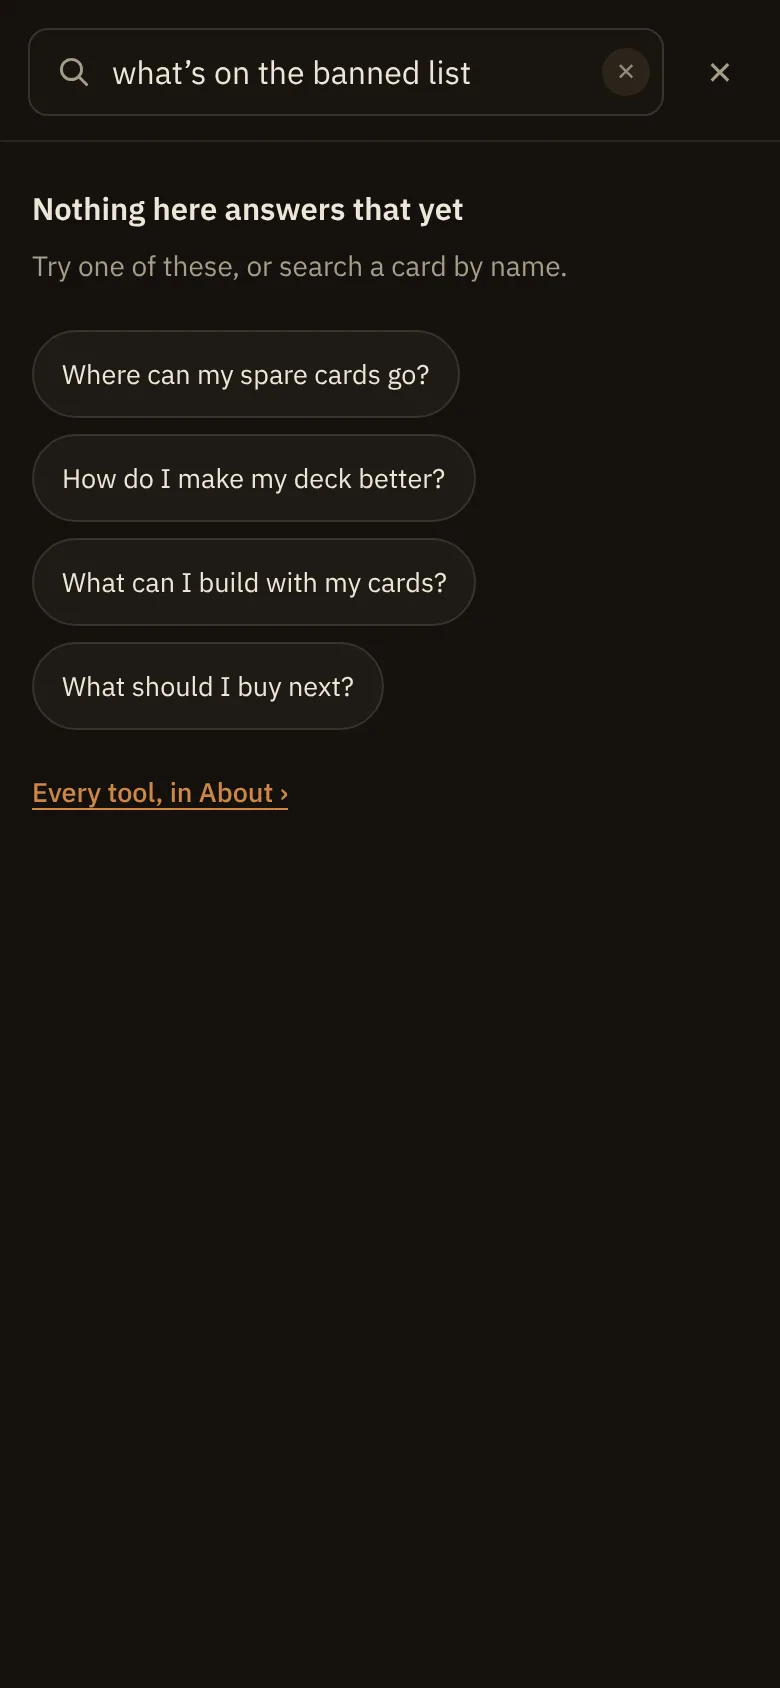 what’s on the banned list
Nothing here answers that yet
Try one of these, or search a card by name.
Where can my spare cards go?
How do I make my deck better?
What can I build with my cards?
What should I buy next?
Every tool, in About ›